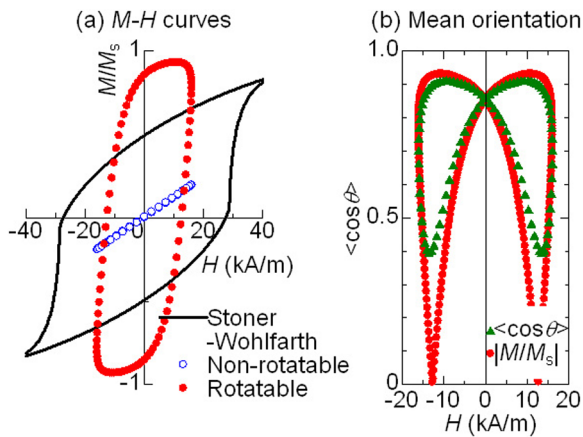 (a) M-H curves
(b) Mean orientation
M/Ms
1
-40
-20
0
20
40
H (kA/m)
-1
Stoner
-Wohlfarth
Non-rotatable
Rotatable
<cosθ>
1.0
0.5
0
-20
-10
0
10
20
H (kA/m)
<cosθ>
|M/Ms|